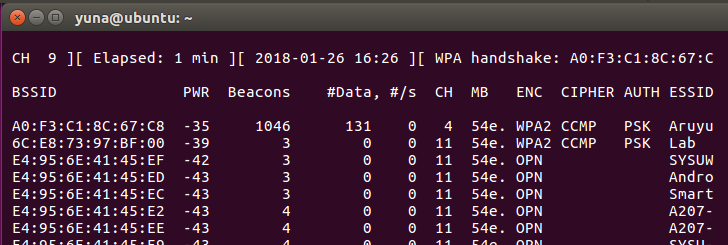 yuna@ubuntu: ~
CH 9 ][ Elapsed: 1 min ][ 2018-01-26 16:26 ][ WPA handshake: A0:F3:C1:8C:67:C
BSSID PWR Beacons #Data, #/s CH MB ENC CIPHER AUTH ESSID
A0:F3:C1:8C:67:C8 -35 1046 131 0 4 54e. WPA2 CCMP PSK Aruyu
6C:E8:73:97:BF:00 -39 3 0 0 11 54e. WPA2 CCMP PSK Lab
E4:95:6E:41:45:EF -42 3 0 0 11 54e. OPN SYSUW
E4:95:6E:41:45:ED -43 3 0 0 11 54e. OPN Andro
E4:95:6E:41:45:EC -43 3 0 0 11 54e. OPN Smart
E4:95:6E:41:45:E2 -43 4 0 0 11 54e. OPN A207-
E4:95:6E:41:45:EE -43 4 0 0 11 54e. OPN A207-